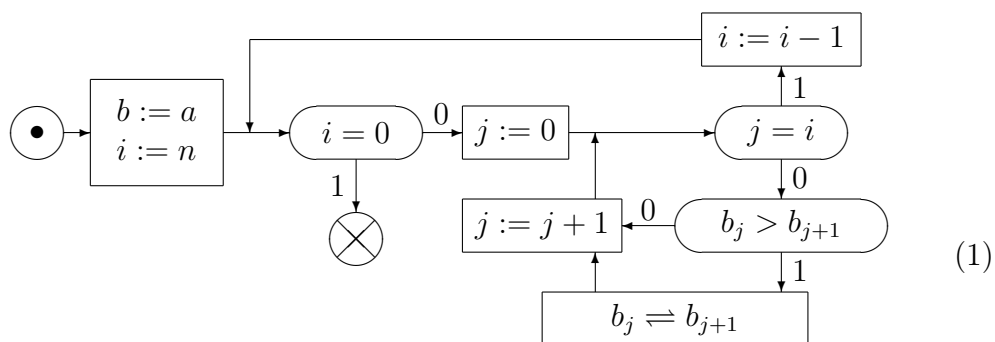 i := i − 1
1
b := a
i := n
i = 0
0
j := 0
j = i
1
0
j := j + 1
0
b_j > b_{j+1}
(1)
1
b_j ⇌ b_{j+1}